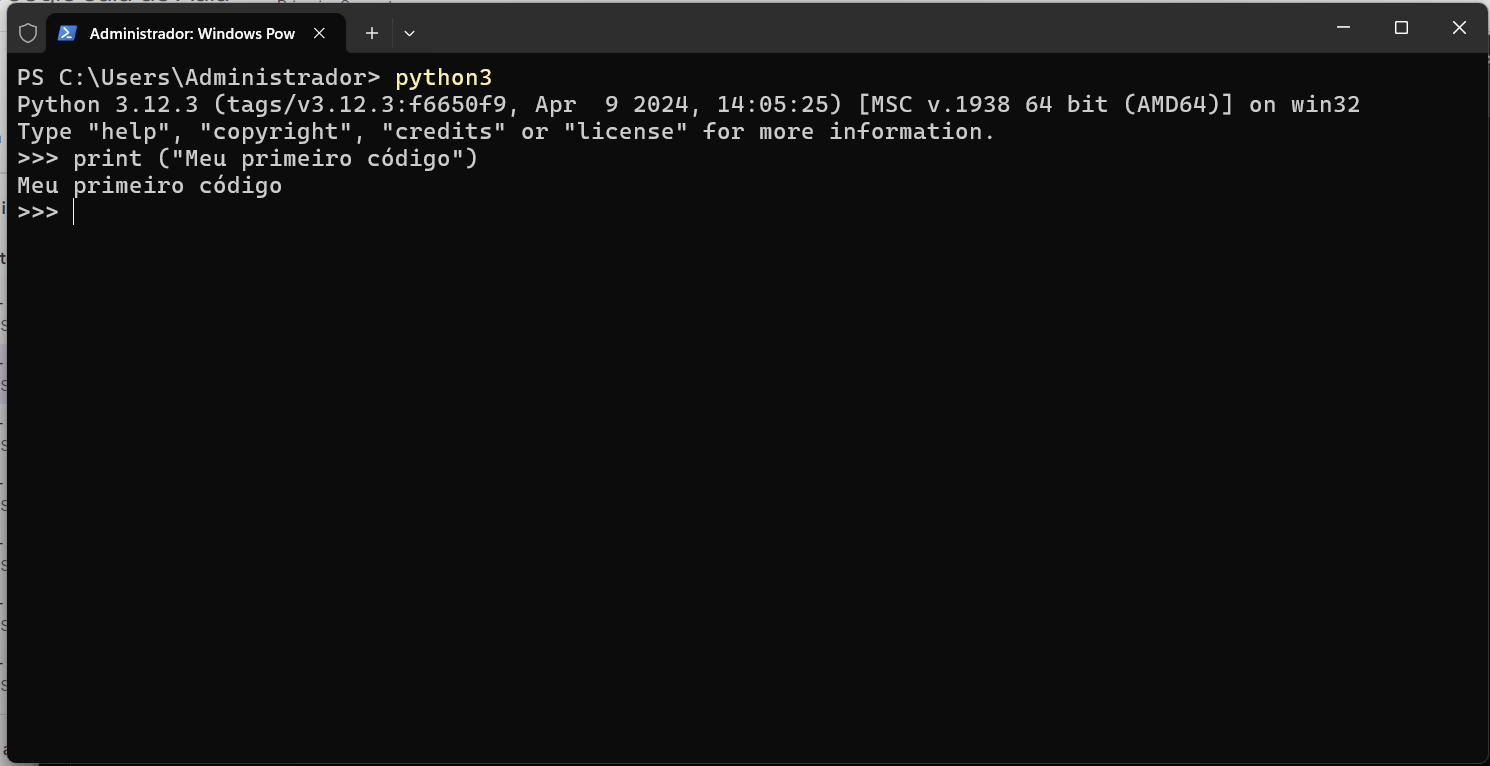 Administrador: Windows Pow
PS C:\Users\Administrador> python3
Python 3.12.3 (tags/v3.12.3:f6650f9, Apr  9 2024, 14:05:25) [MSC v.1938 64 bit (AMD64)] on win32
Type "help", "copyright", "credits" or "license" for more information.
>>> print ("Meu primeiro código")
Meu primeiro código
>>>